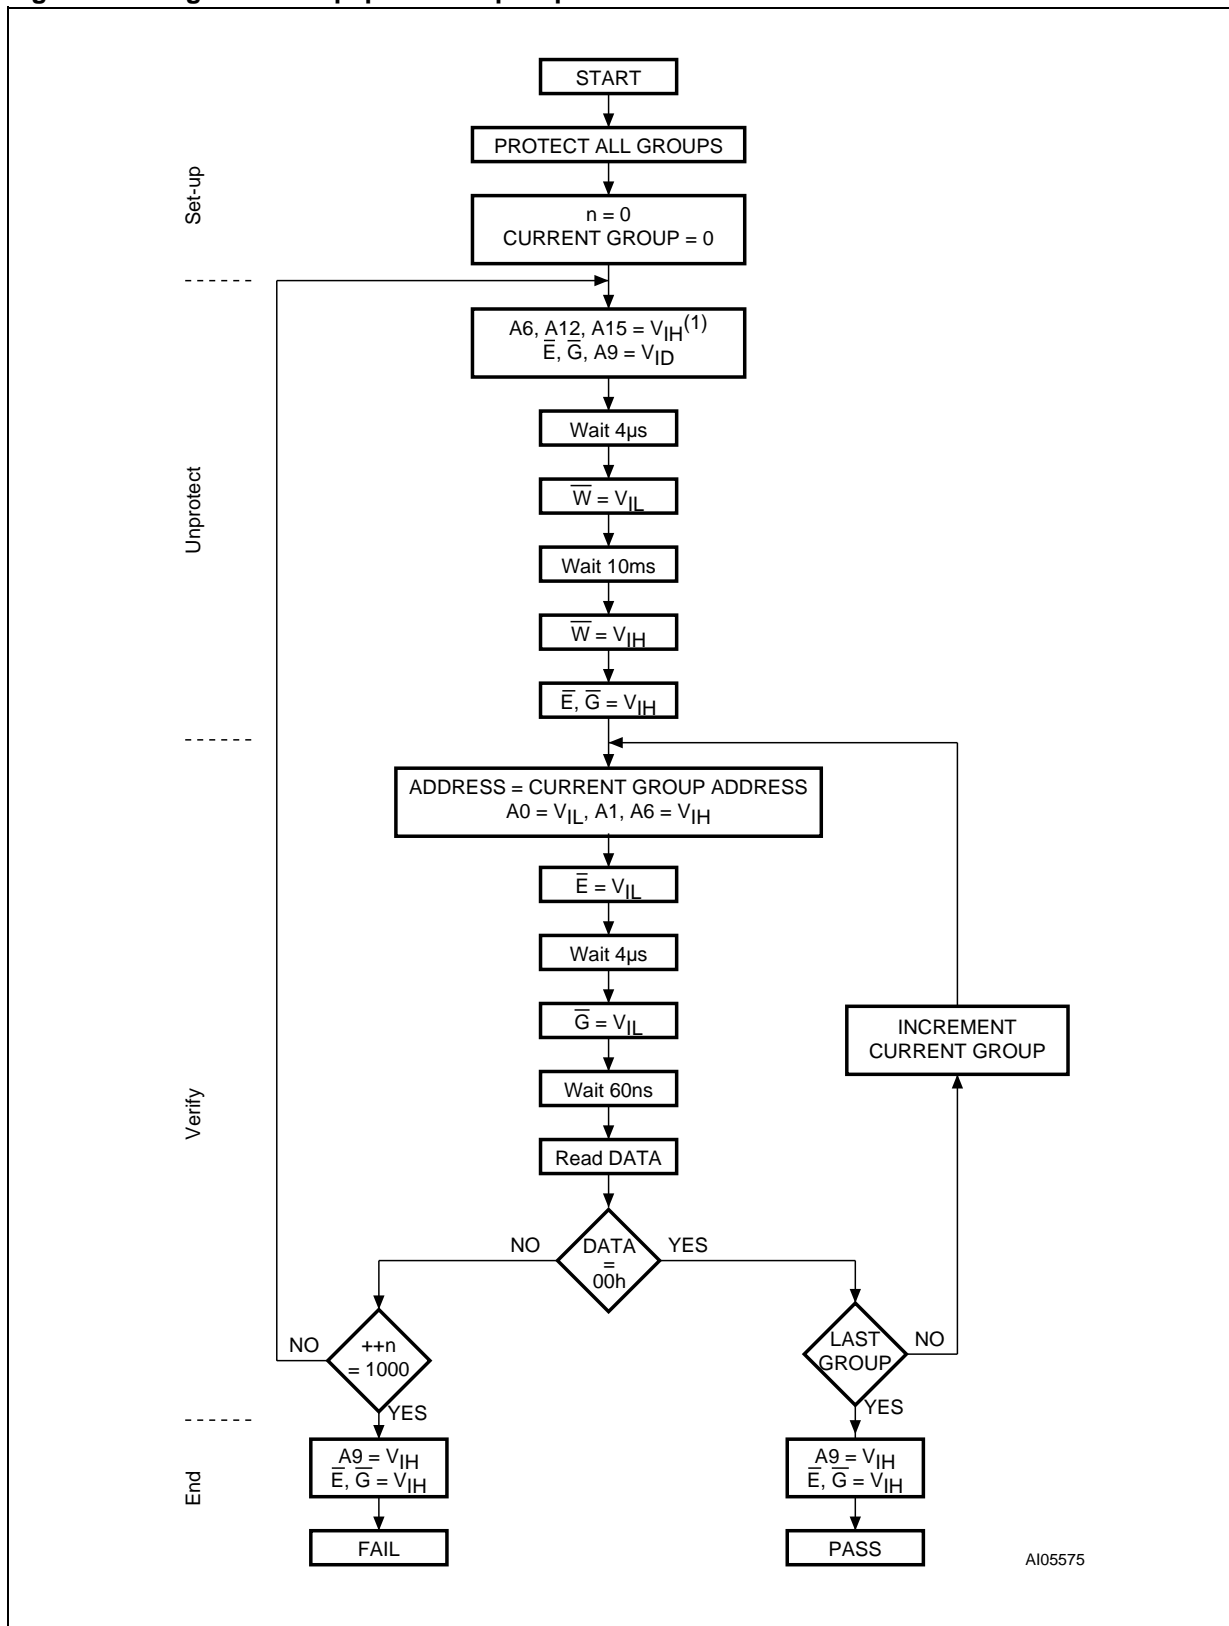 START
PROTECT ALL GROUPS
Set-up
n = 0
CURRENT GROUP = 0
A6, A12, A15 = VIH(1)
E̅, G̅, A9 = VID
Wait 4µs
Unprotect
W̅ = VIL
Wait 10ms
W̅ = VIH
E̅, G̅ = VIH
ADDRESS = CURRENT GROUP ADDRESS
A0 = VIL, A1, A6 = VIH
E̅ = VIL
Wait 4µs
G̅ = VIL
INCREMENT
CURRENT GROUP
Wait 60ns
Verify
Read DATA
NO
DATA
=
00h
YES
NO
++n
= 1000
YES
LAST
GROUP
NO
YES
End
A9 = VIH
E̅, G̅ = VIH
A9 = VIH
E̅, G̅ = VIH
FAIL
PASS
AI05575